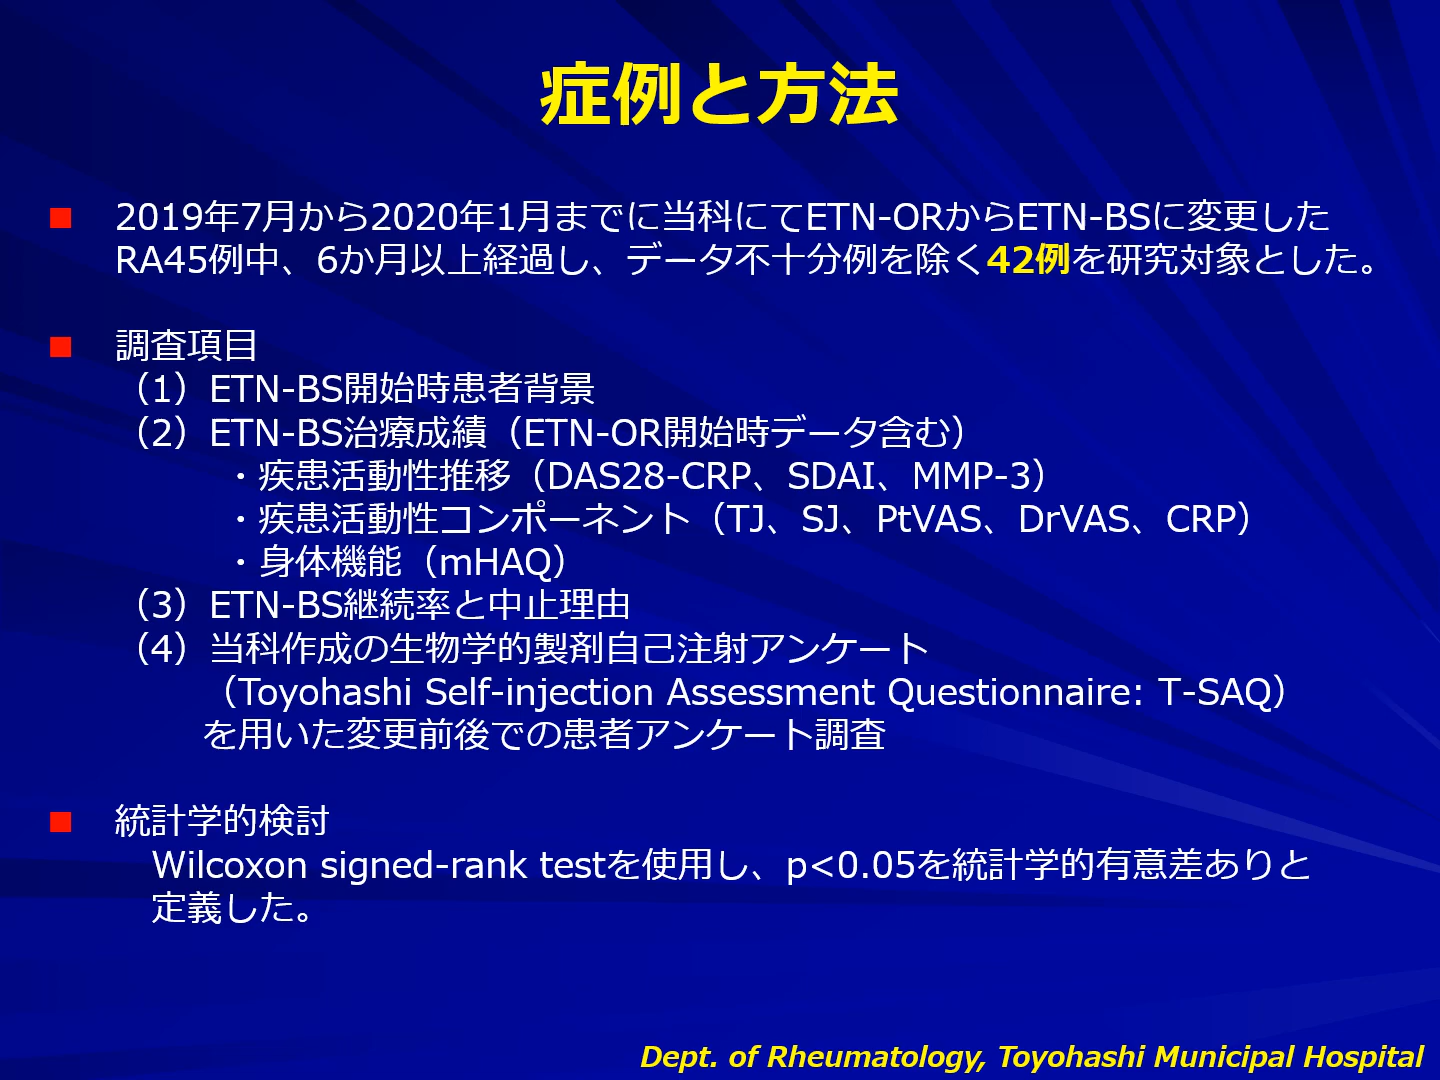 症例と方法
■ 2019年7月から2020年1月までに当科にてETN-ORからETN-BSに変更した
RA45例中、6か月以上経過し、データ不十分例を除く42例を研究対象とした。
■ 調査項目
（1）ETN-BS開始時患者背景
（2）ETN-BS治療成績（ETN-OR開始時データ含む）
・疾患活動性推移（DAS28-CRP、SDAI、MMP-3）
・疾患活動性コンポーネント（TJ、SJ、PtVAS、DrVAS、CRP）
・身体機能（mHAQ）
（3）ETN-BS継続率と中止理由
（4）当科作成の生物学的製剤自己注射アンケート
（Toyohashi Self-injection Assessment Questionnaire: T-SAQ）
を用いた変更前後での患者アンケート調査
■ 統計学的検討
Wilcoxon signed-rank testを使用し、p<0.05を統計学的有意差ありと
定義した。
Dept. of Rheumatology, Toyohashi Municipal Hospital